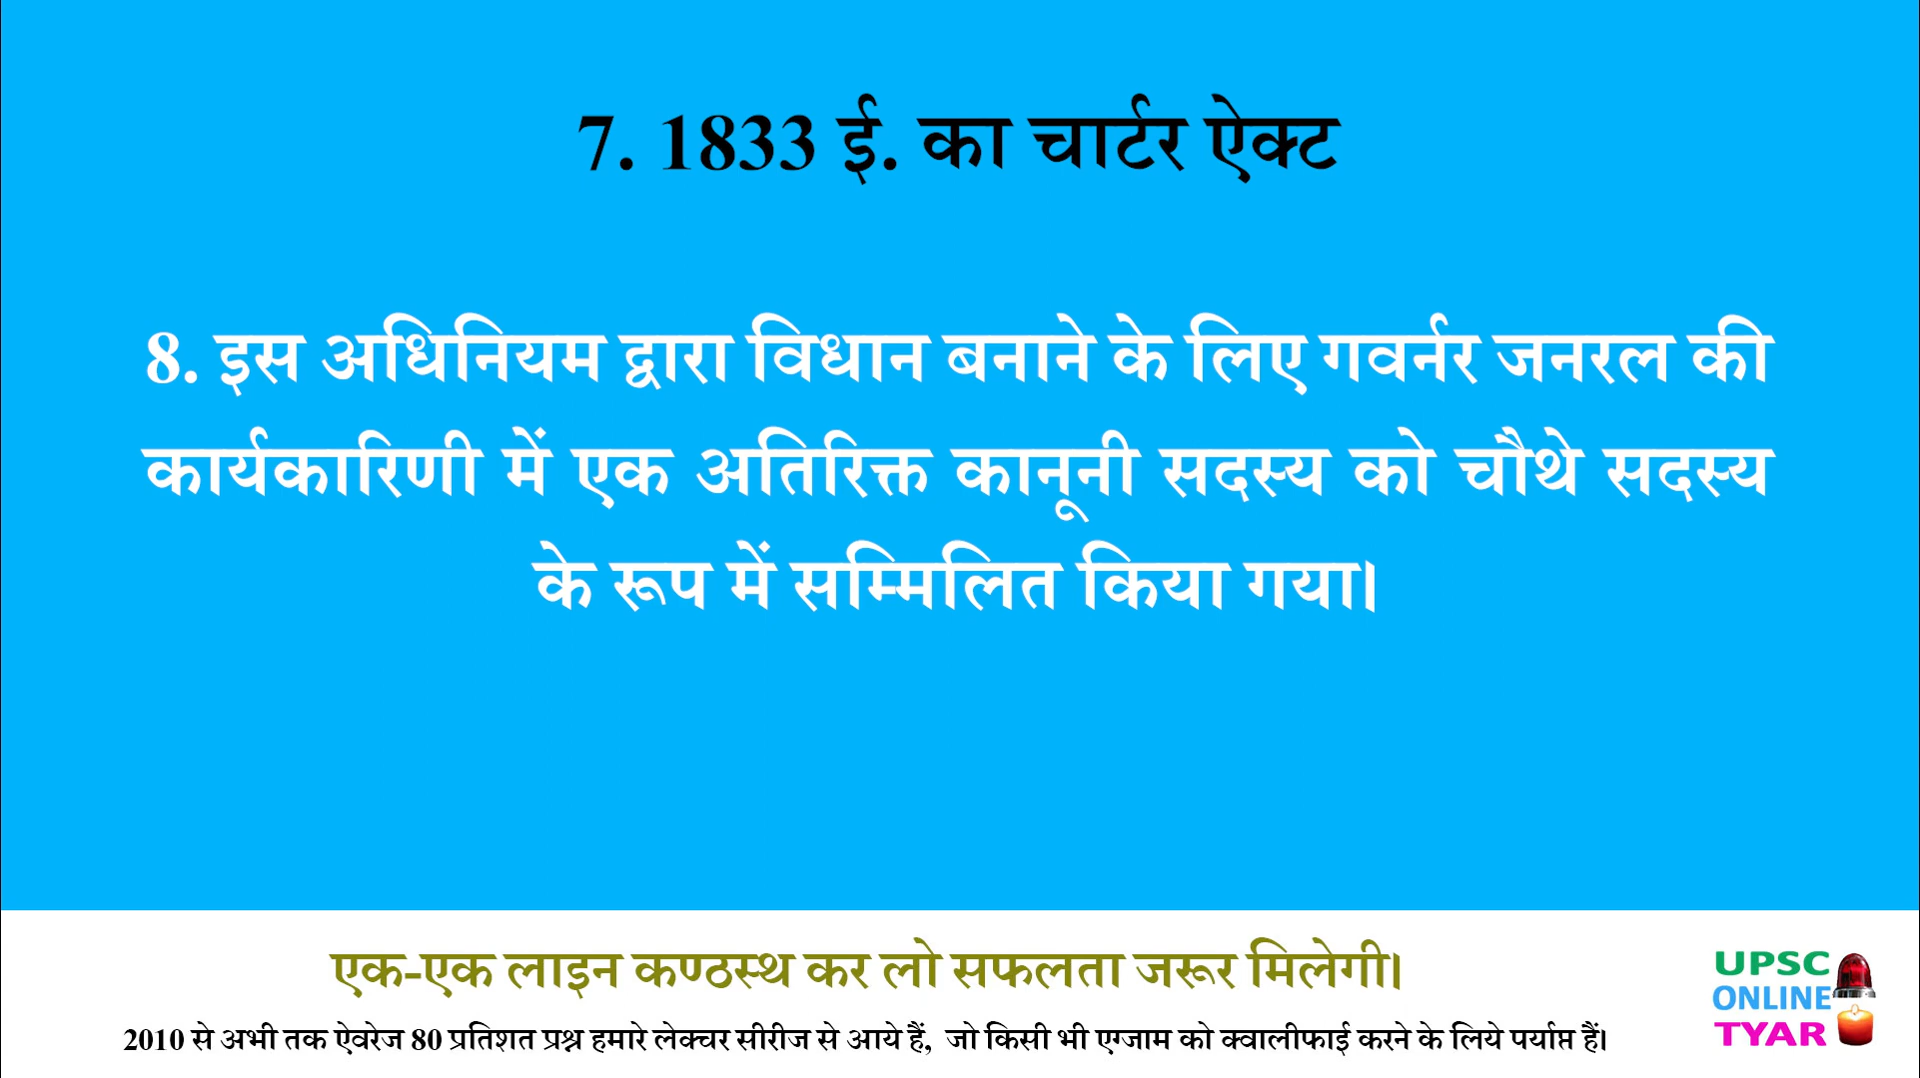 7. 1833 ई. का चार्टर ऐक्ट
8. इस अधिनियम द्वारा विधान बनाने के लिए गवर्नर जनरल की
कार्यकारिणी में एक अतिरिक्त कानूनी सदस्य को चौथे सदस्य
के रूप में सम्मिलित किया गया।
एक-एक लाइन कण्ठस्थ कर लो सफलता जरूर मिलेगी।
2010 से अभी तक ऐवरेज 80 प्रतिशत प्रश्न हमारे लेक्चर सीरीज से आये हैं, जो किसी भी एग्जाम को क्वालीफाई करने के लिये पर्याप्त हैं।
UPSC
ONLINE
TYAR